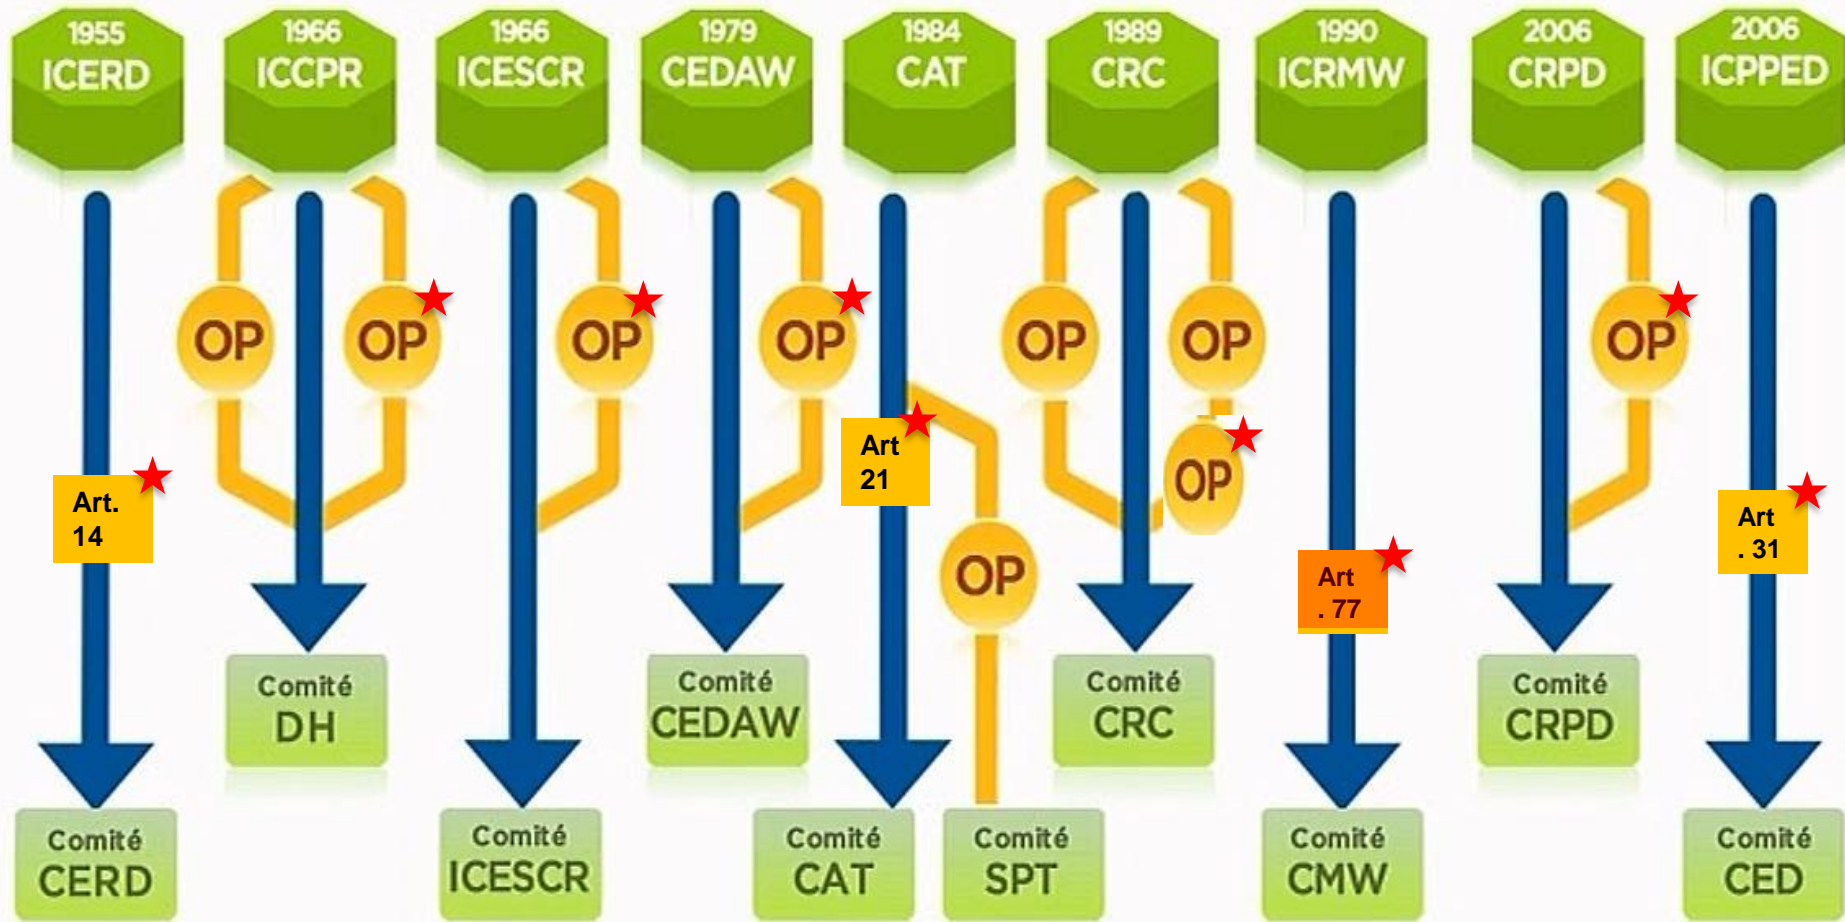 1955
ICERD
1966
ICCPR
1966
ICESCR
1979
CEDAW
1984
CAT
1989
CRC
1990
ICRMW
2006
CRPD
2006
ICPPED
OP
OP
OP
OP
OP
OP
OP
Art
21
OP
Art.
14
Art
. 31
OP
Art
. 77
Comité
DH
Comité
CEDAW
Comité
CRC
Comité
CRPD
Comité
CERD
Comité
ICESCR
Comité
CAT
Comité
SPT
Comité
CMW
Comité
CED